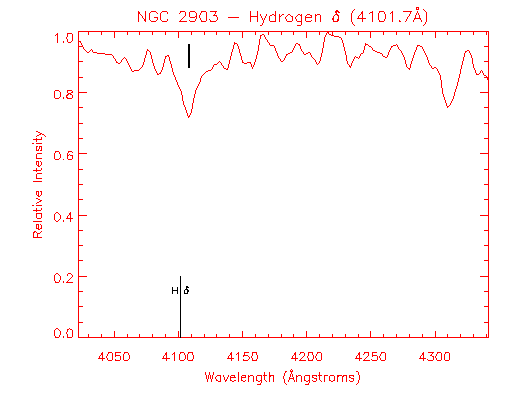 NGC 2903 – Hydrogen δ (4101.7Å)
1.0
0.8
0.6
0.4
0.2
0.0
Relative Intensity
H δ
4050 4100 4150 4200 4250 4300
Wavelength (Ångstroms)